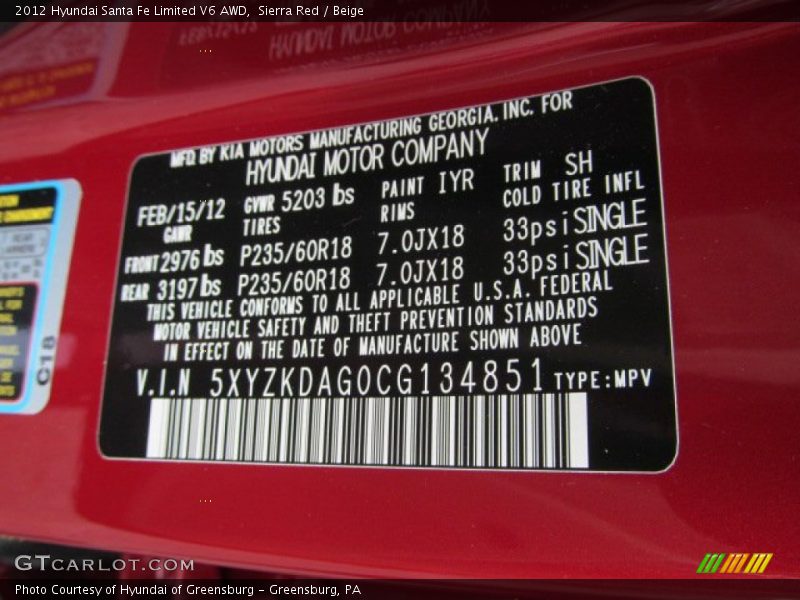 2012 Hyundai Santa Fe Limited V6 AWD, Sierra Red / Beige
MFD BY KIA MOTORS MANUFACTURING GEORGIA, INC. FOR
HYUNDAI MOTOR COMPANY
FEB/15/12 GVWR 5203 lbs PAINT IYR TRIM SH
GAWR TIRES RIMS COLD TIRE INFL
FRONT 2976 lbs P235/60R18 7.0JX18 33psi SINGLE
REAR 3197 lbs P235/60R18 7.0JX18 33psi SINGLE
THIS VEHICLE CONFORMS TO ALL APPLICABLE U.S.A. FEDERAL
MOTOR VEHICLE SAFETY AND THEFT PREVENTION STANDARDS
IN EFFECT ON THE DATE OF MANUFACTURE SHOWN ABOVE
V.I.N 5XYZKDAG0CG134851 TYPE:MPV
C18
GTCARLOT.COM
Photo Courtesy of Hyundai of Greensburg - Greensburg, PA